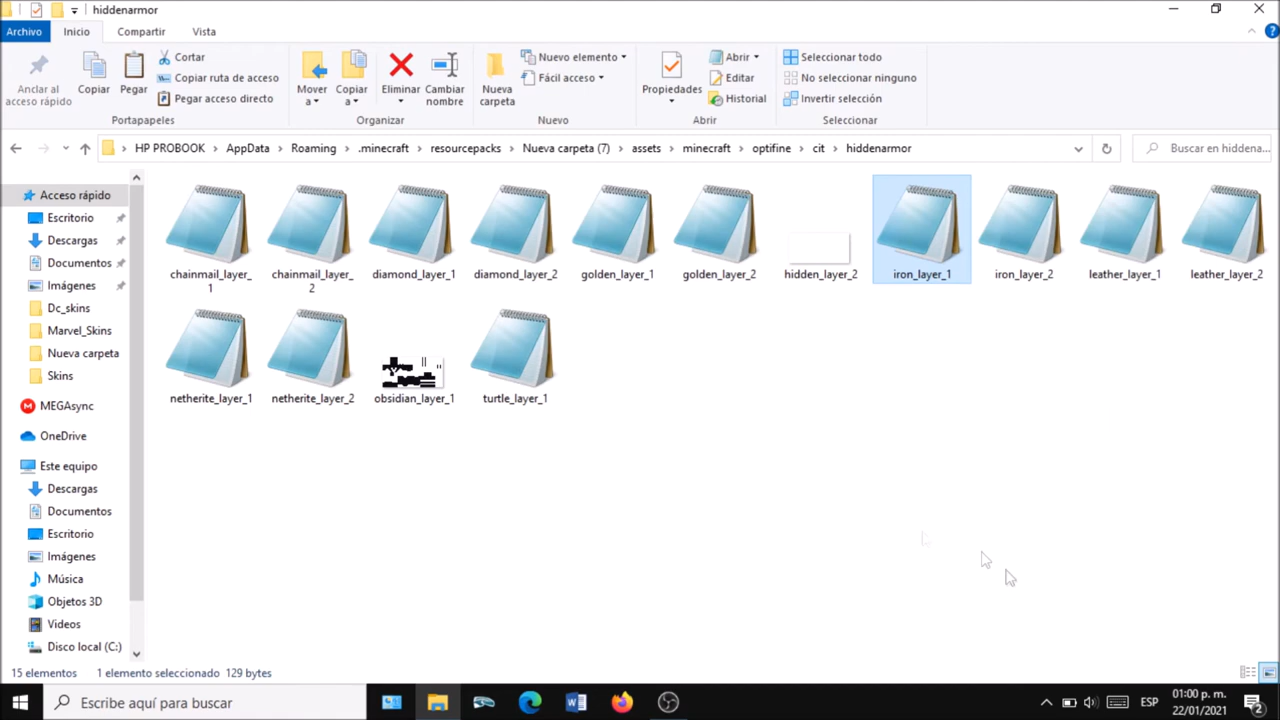 hiddenarmor
Archivo
Inicio
Compartir
Vista
Anclar al
acceso rápido
Copiar
Pegar
Cortar
Copiar ruta de acceso
Pegar acceso directo
Portapapeles
Mover
a
Copiar
a
Eliminar
Cambiar
nombre
Organizar
Nueva
carpeta
Nuevo elemento
Fácil acceso
Nuevo
Propiedades
Abrir
Editar
Historial
Abrir
Seleccionar todo
No seleccionar ninguno
Invertir selección
Seleccionar
HP PROBOOK › AppData › Roaming › .minecraft › resourcepacks › Nueva carpeta (7) › assets › minecraft › optifine › cit › hiddenarmor
Buscar en hiddena...
Acceso rápido
Escritorio
Descargas
Documentos
Imágenes
Dc_skins
Marvel_Skins
Nueva carpeta
Skins
MEGAsync
OneDrive
Este equipo
Descargas
Documentos
Escritorio
Imágenes
Música
Objetos 3D
Videos
Disco local (C:)
chainmail_layer_
1
chainmail_layer_
2
diamond_layer_1
diamond_layer_2
golden_layer_1
golden_layer_2
hidden_layer_2
iron_layer_1
iron_layer_2
leather_layer_1
leather_layer_2
netherite_layer_1
netherite_layer_2
obsidian_layer_1
turtle_layer_1
15 elementos
1 elemento seleccionado 129 bytes
Escribe aquí para buscar
ESP
01:00 p. m.
22/01/2021
2